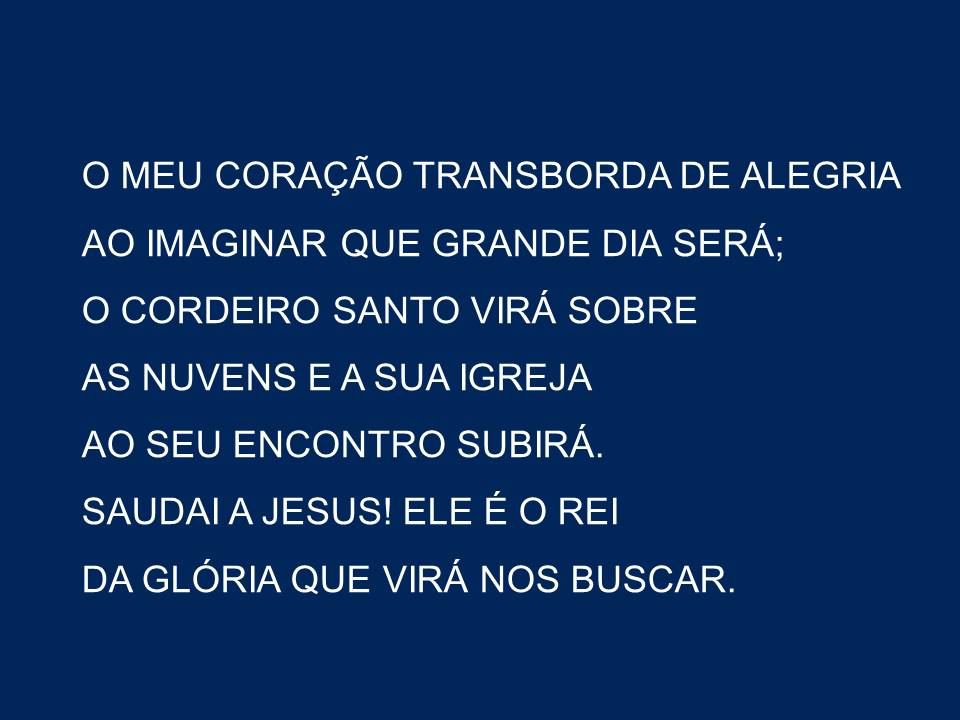 O MEU CORAÇÃO TRANSBORDA DE ALEGRIA
AO IMAGINAR QUE GRANDE DIA SERÁ;
O CORDEIRO SANTO VIRÁ SOBRE
AS NUVENS E A SUA IGREJA
AO SEU ENCONTRO SUBIRÁ.
SAUDAI A JESUS! ELE É O REI
DA GLÓRIA QUE VIRÁ NOS BUSCAR.